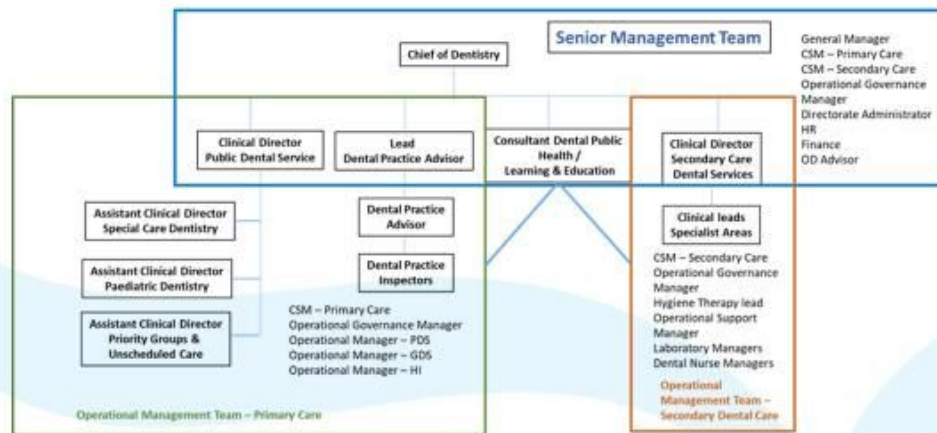 Senior Management Team
Chief of Dentistry
General Manager
CSM – Primary Care
CSM – Secondary Care
Operational Governance
Manager
Directorate Administrator
HR
Finance
OD Advisor
Clinical Director
Public Dental Service
Lead
Dental Practice Advisor
Consultant Dental Public
Health /
Learning & Education
Clinical Director
Secondary Care
Dental Services
Assistant Clinical Director
Special Care Dentistry
Assistant Clinical Director
Paediatric Dentistry
Assistant Clinical Director
Priority Groups &
Unscheduled Care
Dental Practice
Advisor
Dental Practice
Inspectors
CSM – Primary Care
Operational Governance Manager
Operational Manager – PDS
Operational Manager – GDS
Operational Manager – HI
Clinical leads
Specialist Areas
CSM – Secondary Care
Operational Governance
Manager
Hygiene Therapy lead
Operational Support
Manager
Laboratory Managers
Dental Nurse Managers
Operational Management Team – Primary Care
Operational
Management Team –
Secondary Dental Care